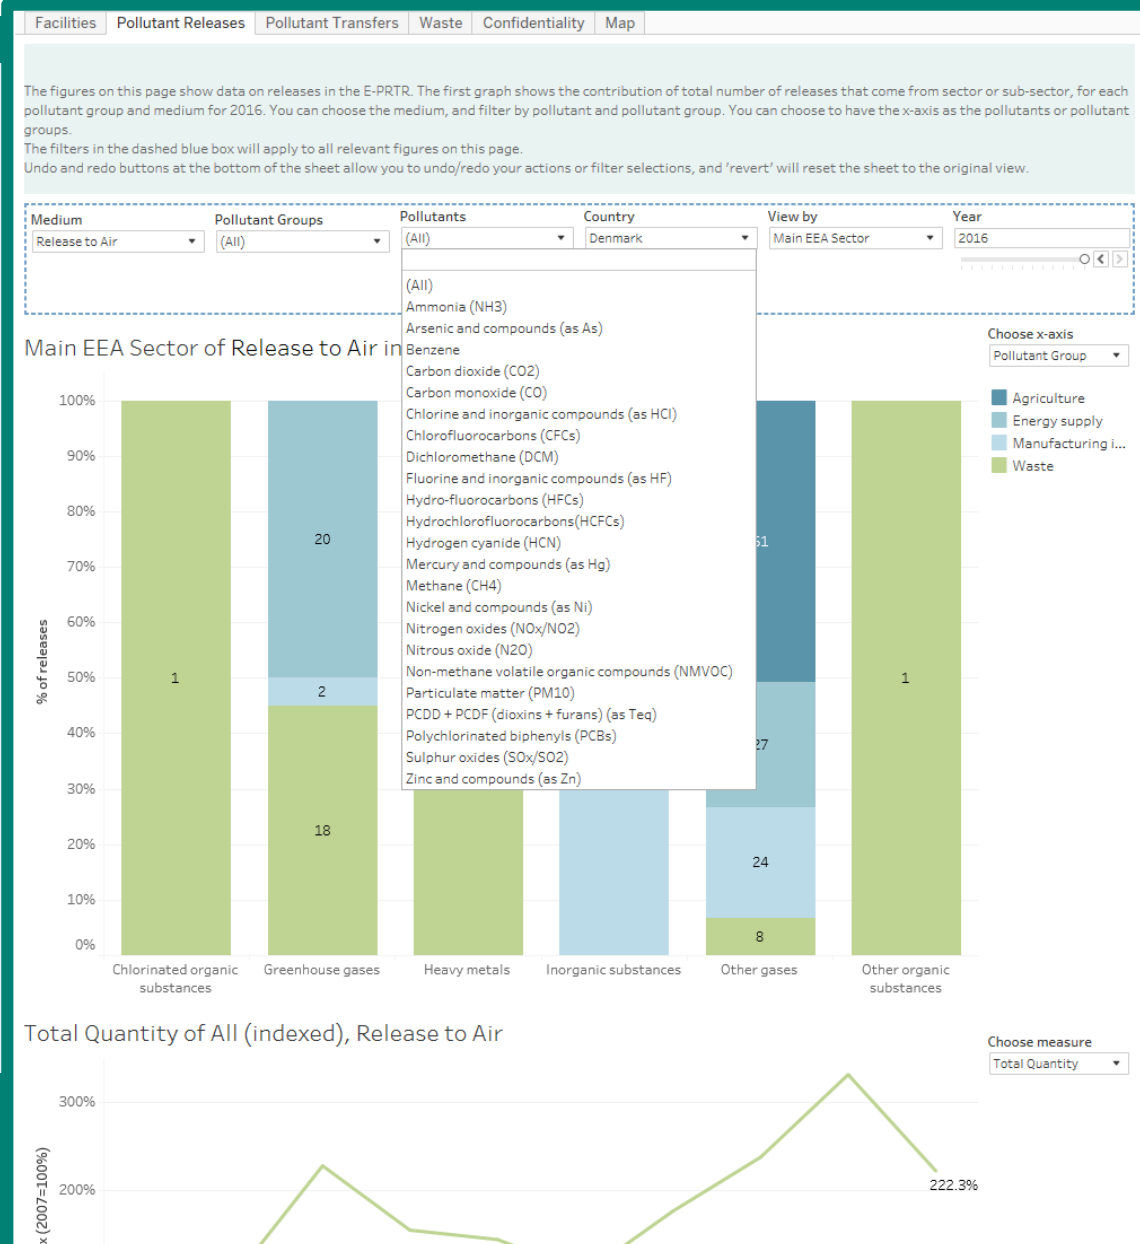 Facilities Pollutant Releases Pollutant Transfers Waste Confidentiality Map
The figures on this page show data on releases in the E-PRTR. The first graph shows the contribution of total number of releases that come from sector or sub-sector, for each
pollutant group and medium for 2016. You can choose the medium, and filter by pollutant and pollutant group. You can choose to have the x-axis as the pollutants or pollutant
groups.
The filters in the dashed blue box will apply to all relevant figures on this page.
Undo and redo buttons at the bottom of the sheet allow you to undo/redo your actions or filter selections, and 'revert' will reset the sheet to the original view.
Medium Pollutant Groups Pollutants Country View by Year
Release to Air (All) (All) Denmark Main EEA Sector 2016
(All)
Ammonia (NH3)
Arsenic and compounds (as As)
Benzene
Carbon dioxide (CO2)
Carbon monoxide (CO)
Chlorine and inorganic compounds (as HCl)
Chlorofluorocarbons (CFCs)
Dichloromethane (DCM)
Fluorine and inorganic compounds (as HF)
Hydro-fluorocarbons (HFCs)
Hydrochlorofluorocarbons(HCFCs)
Hydrogen cyanide (HCN)
Mercury and compounds (as Hg)
Methane (CH4)
Nickel and compounds (as Ni)
Nitrogen oxides (NOx/NO2)
Nitrous oxide (N2O)
Non-methane volatile organic compounds (NMVOC)
Particulate matter (PM10)
PCDD + PCDF (dioxins + furans) (as Teq)
Polychlorinated biphenyls (PCBs)
Sulphur oxides (SOx/SO2)
Zinc and compounds (as Zn)
Main EEA Sector of Release to Air in
Choose x-axis
Pollutant Group
Agriculture
Energy supply
Manufacturing i...
Waste
% of releases
100%
90%
80%
70%
60%
50%
40%
30%
20%
10%
0%
1
20
2
18
27
24
8
1
Chlorinated organic substances
Greenhouse gases
Heavy metals
Inorganic substances
Other gases
Other organic substances
Total Quantity of All (indexed), Release to Air
Choose measure
Total Quantity
300%
200%
222.3%
(2007=100%)